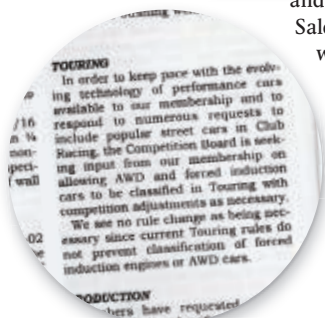 and
Sale
w
TOURING
In order to keep pace with the evolv-
ing technology of performance cars
available to our membership and to
respond to numerous requests to
include popular street cars in Club
Racing, the Competition Board is seek-
ing input from our membership on
allowing AWD and forced induction
cars to be classified in Touring with
competition adjustments as necessary.
We see no rule change as being nec-
essary since current Touring rules do
not prevent classification of forced
induction engines or AWD cars.
/16
n ¾
non-
peci-
f wall
.02
ODUCTION
bers have requested